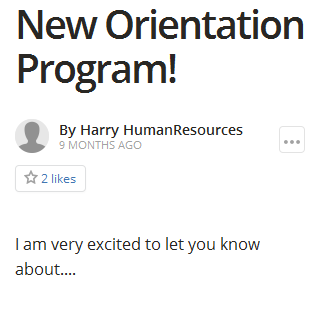 New Orientation
Program!
By Harry HumanResources
9 MONTHS AGO
2 likes
I am very excited to let you know
about....